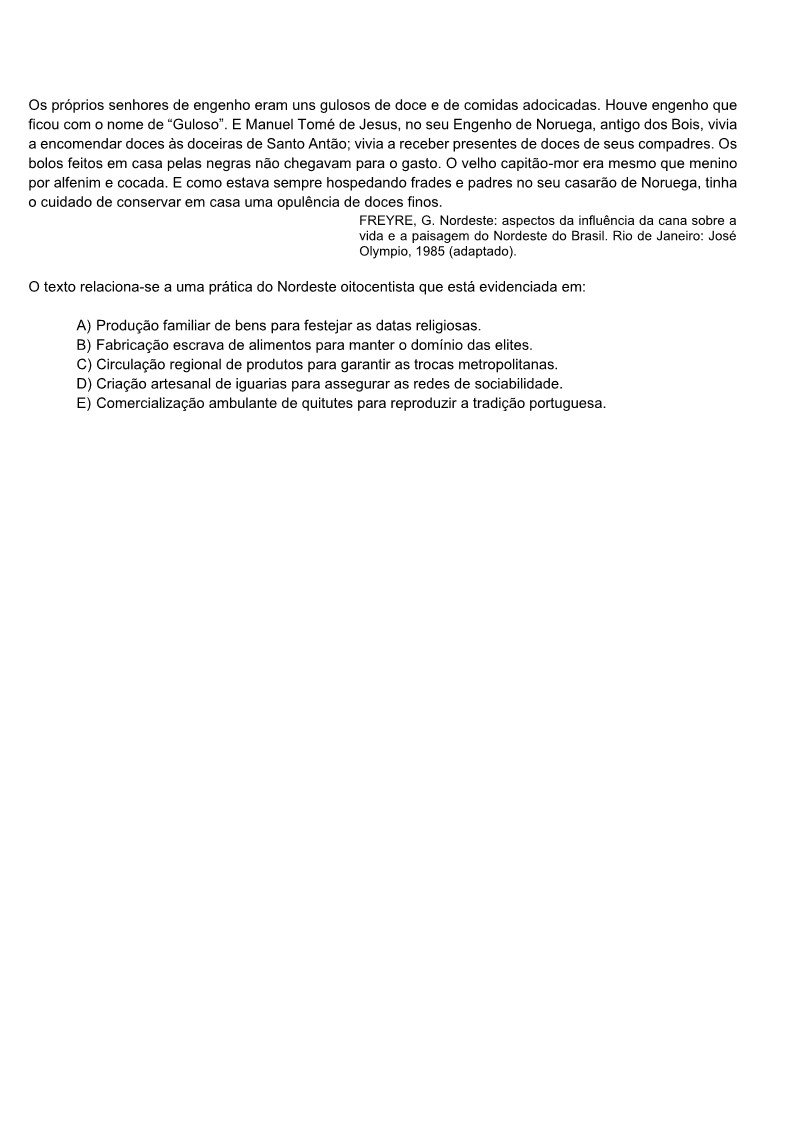 Os próprios senhores de engenho eram uns gulosos de doce e de comidas adocicadas. Houve engenho que
ficou com o nome de “Guloso”. E Manuel Tomé de Jesus, no seu Engenho de Noruega, antigo dos Bois, vivia
a encomendar doces às doceiras de Santo Antão; vivia a receber presentes de doces de seus compadres. Os
bolos feitos em casa pelas negras não chegavam para o gasto. O velho capitão-mor era mesmo que menino
por alfenim e cocada. E como estava sempre hospedando frades e padres no seu casarão de Noruega, tinha
o cuidado de conservar em casa uma opulência de doces finos.
FREYRE, G. Nordeste: aspectos da influência da cana sobre a
vida e a paisagem do Nordeste do Brasil. Rio de Janeiro: José
Olympio, 1985 (adaptado).
O texto relaciona-se a uma prática do Nordeste oitocentista que está evidenciada em:
A) Produção familiar de bens para festejar as datas religiosas.
B) Fabricação escrava de alimentos para manter o domínio das elites.
C) Circulação regional de produtos para garantir as trocas metropolitanas.
D) Criação artesanal de iguarias para assegurar as redes de sociabilidade.
E) Comercialização ambulante de quitutes para reproduzir a tradição portuguesa.